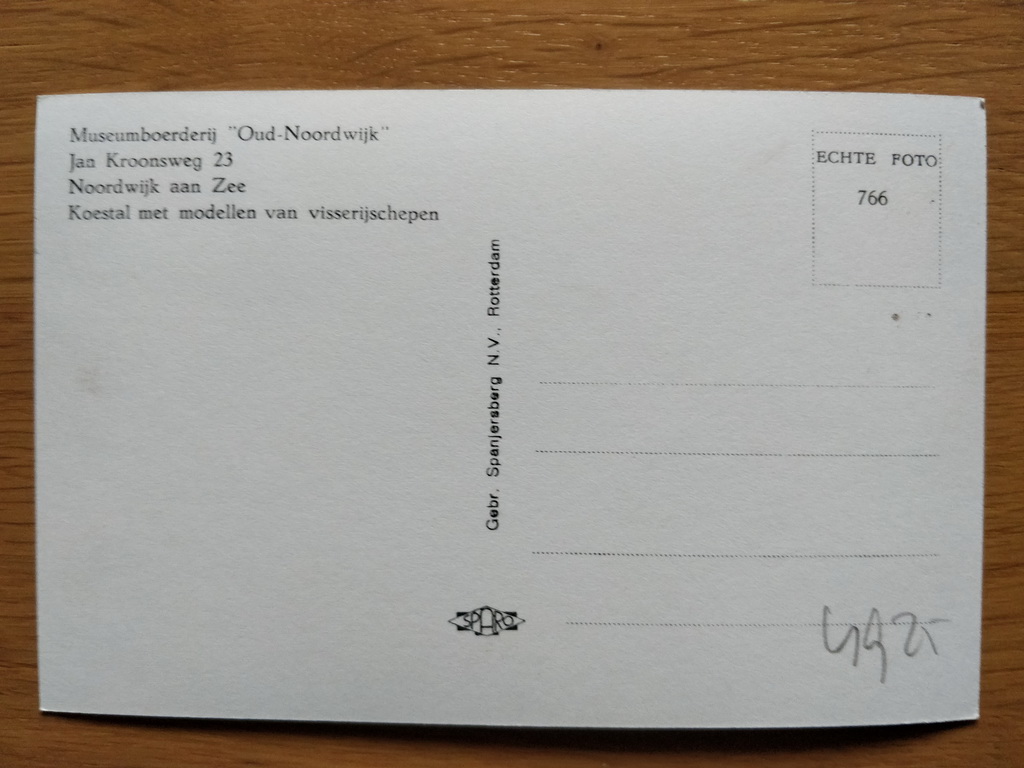 Museumboerderij "Oud-Noordwijk"
Jan Kroonsweg 23
Noordwijk aan Zee
Koestal met modellen van visserijschepen
ECHTE FOTO
766
Gebr. Spanjersberg N.V., Rotterdam
SPARO